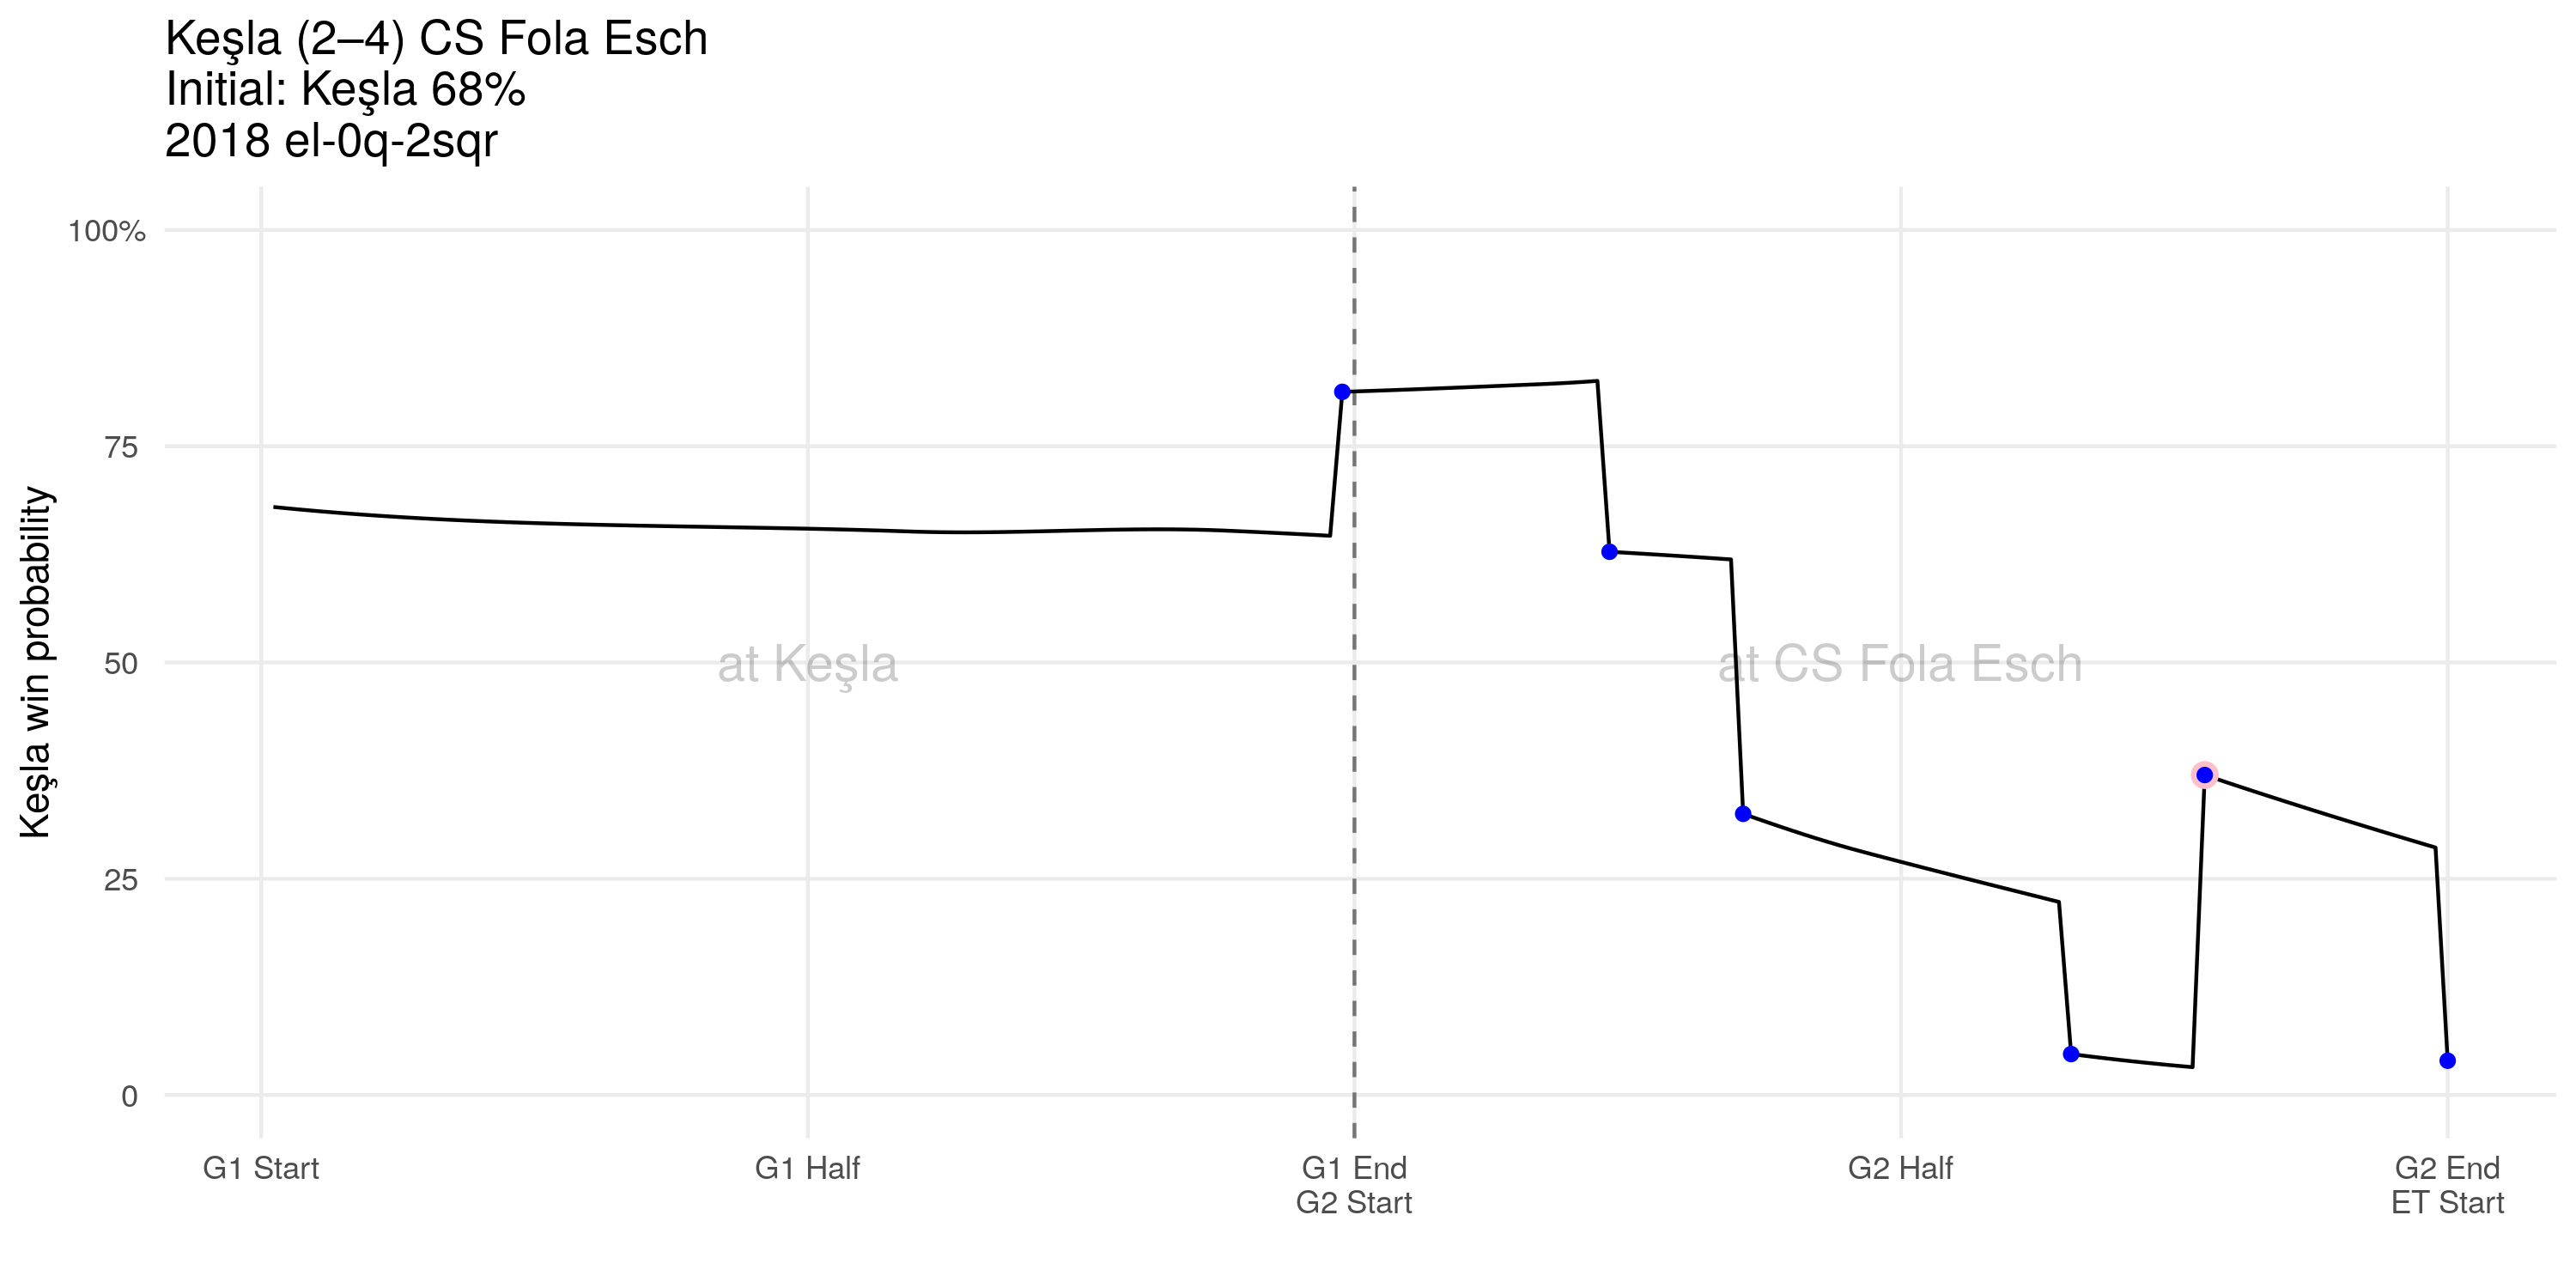 Keşla (2–4) CS Fola Esch
Initial: Keşla 68%
2018 el-0q-2sqr
Keşla win probability
100%
75
50
25
0
at Keşla
at CS Fola Esch
G1 Start
G1 Half
G1 End
G2 Start
G2 Half
G2 End
ET Start